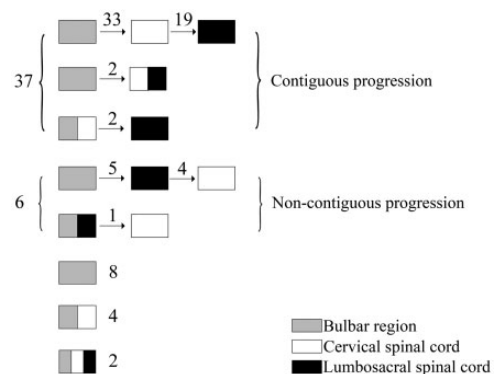 33 19
2
37 Contiguous progression
2
5 4
6 Non-contiguous progression
1
8
4
Bulbar region
Cervical spinal cord
2 Lumbosacral spinal cord